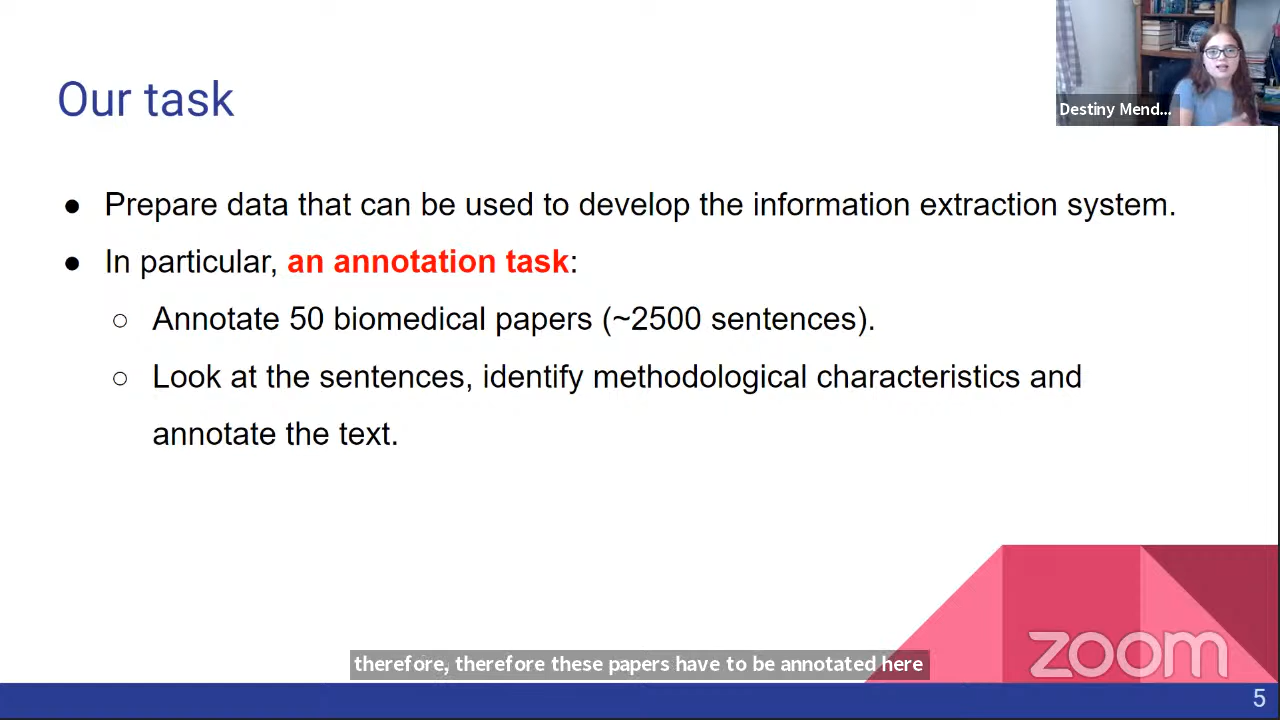 Our task
Destiny Mend...
● Prepare data that can be used to develop the information extraction system.
● In particular, an annotation task:
○ Annotate 50 biomedical papers (~2500 sentences).
○ Look at the sentences, identify methodological characteristics and
annotate the text.
zoom
therefore, therefore these papers have to be annotated here
5